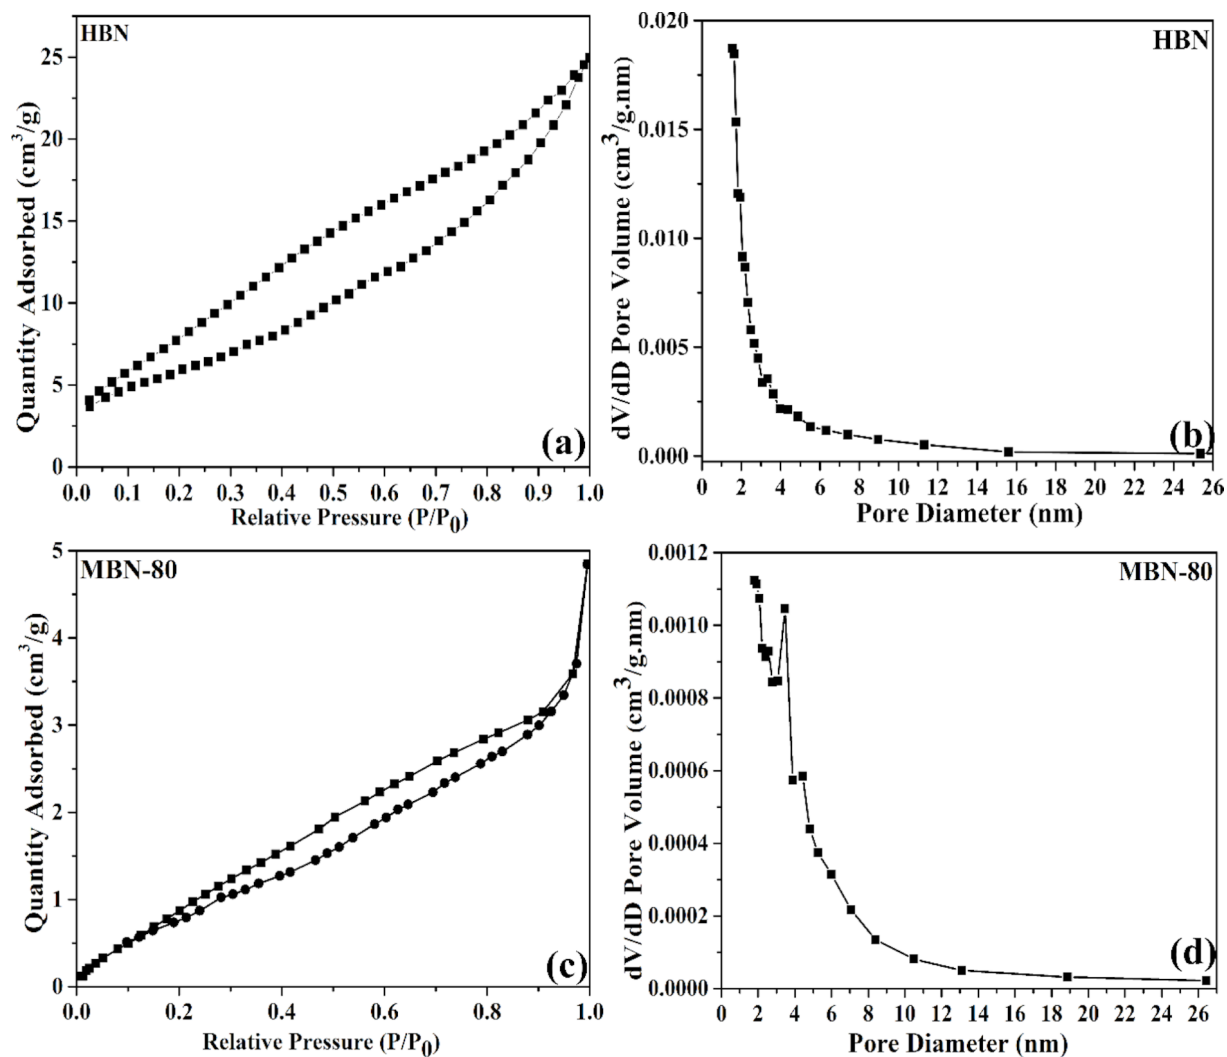 HBN
25
20
15
10
5
0
Quantity Adsorbed (cm³/g)
(a)
0.0 0.1 0.2 0.3 0.4 0.5 0.6 0.7 0.8 0.9 1.0
Relative Pressure (P/P₀)
0.020
0.015
0.010
0.005
0.000
dV/dD Pore Volume (cm³/g.nm)
HBN
(b)
0 2 4 6 8 10 12 14 16 18 20 22 24 26
Pore Diameter (nm)
MBN-80
5
4
3
2
1
0
Quantity Adsorbed (cm³/g)
(c)
0.0 0.2 0.4 0.6 0.8 1.0
Relative Pressure (P/P₀)
0.0012
0.0010
0.0008
0.0006
0.0004
0.0002
0.0000
dV/dD Pore Volume (cm³/g.nm)
MBN-80
(d)
0 2 4 6 8 10 12 14 16 18 20 22 24 26
Pore Diameter (nm)